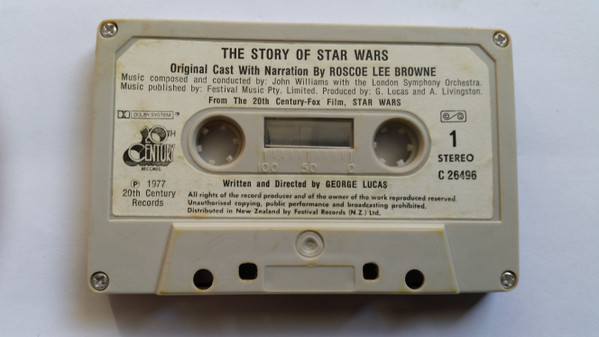 THE STORY OF STAR WARS
Original Cast With Narration By ROSCOE LEE BROWNE
Music composed and conducted by: John Williams with the London Symphony Orchestra.
Music published by: Festival Music Pty. Limited. Produced by: G. Lucas and A. Livingston.
From The 20th Century-Fox Film, STAR WARS
DOLBY SYSTEM
20TH
CENTURY
RECORDS
1
STEREO
C 26496
100 50 0
Written and Directed by GEORGE LUCAS
Ⓟ 1977
20th Century
Records
All rights of the record producer and of the owner of the work reproduced reserved.
Unauthorised copying, public performance and broadcasting prohibited.
Distributed in New Zealand by Festival Records (N.Z.) Ltd.